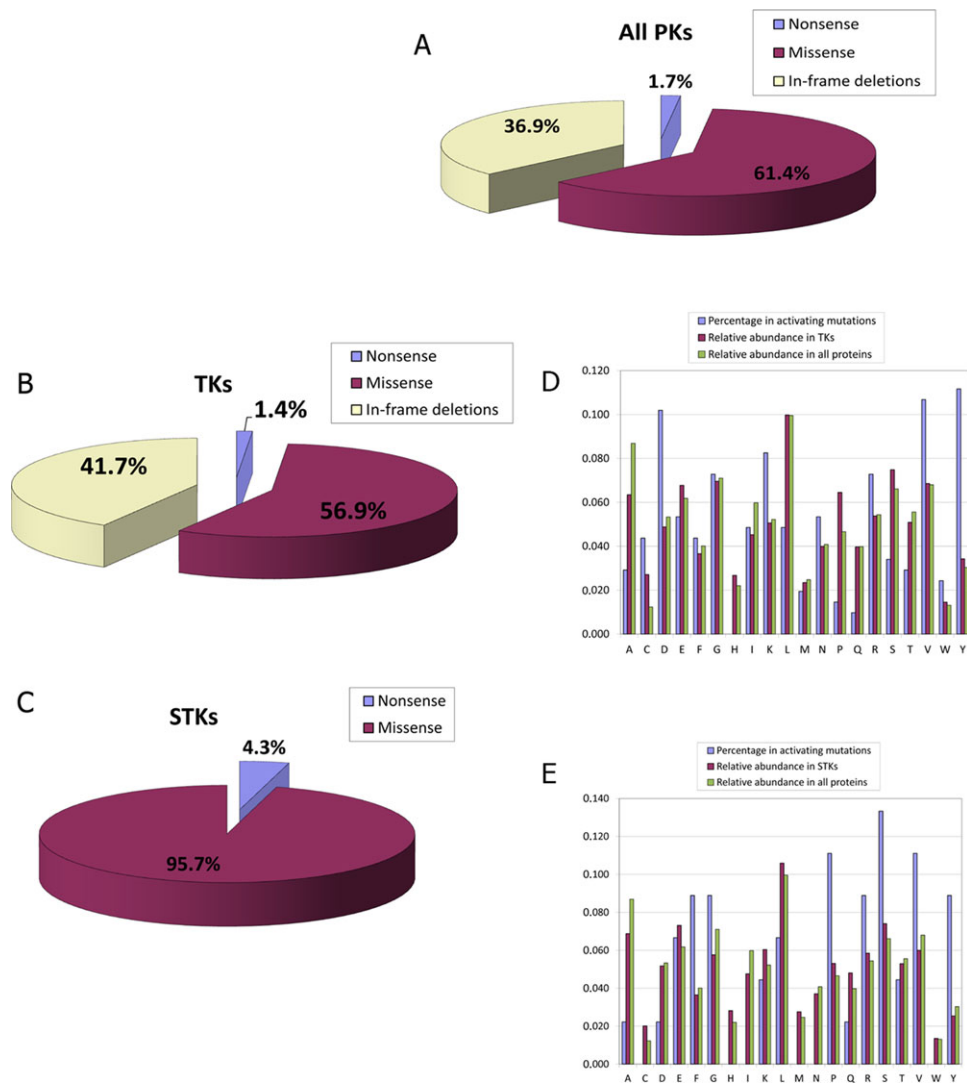 A
All PKs
Nonsense
Missense
In-frame deletions
1.7%
36.9%
61.4%
B
TKs
Nonsense
Missense
In-frame deletions
1.4%
41.7%
56.9%
C
STKs
Nonsense
Missense
4.3%
95.7%
D
Percentage in activating mutations
Relative abundance in TKs
Relative abundance in all proteins
0.120
0.100
0.080
0.060
0.040
0.020
0.000
A C D E F G H I K L M N P Q R S T V W Y
E
Percentage in activating mutations
Relative abundance in STKs
Relative abundance in all proteins
0.140
0.120
0.100
0.080
0.060
0.040
0.020
0.000
A C D E F G H I K L M N P Q R S T V W Y